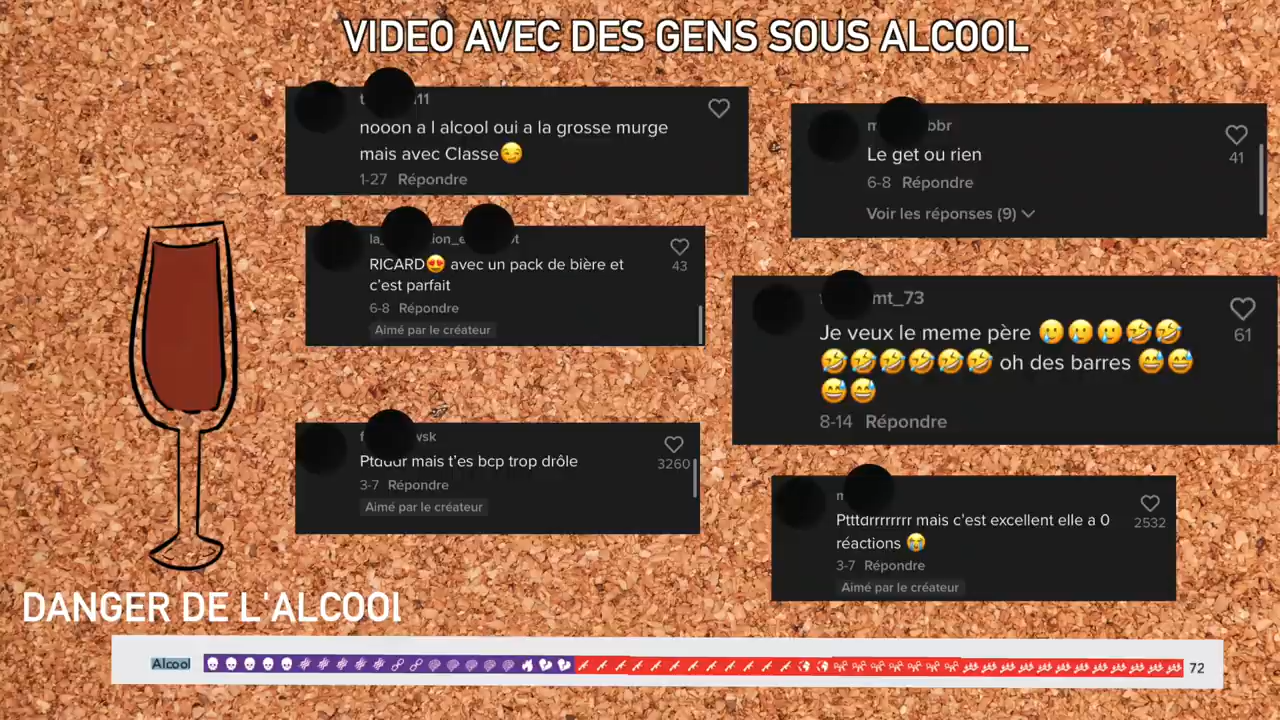 VIDEO AVEC DES GENS SOUS ALCOOL
nooon a l alcool oui a la grosse murge
mais avec Classe😏
1-27 Répondre
RICARD😍 avec un pack de bière et
c'est parfait
6-8 Répondre
Aimé par le créateur
43
mais t'es bcp trop drôle
3-7 Répondre
Aimé par le créateur
3260
Le get ou rien
6-8 Répondre
Voir les réponses (9)
41
mt_73
Je veux le meme père 🥲🥲🥲🤣🤣
🤣🤣🤣🤣🤣🤣 oh des barres 😅😅
😅😅
8-14 Répondre
61
Ptttarrrrrrrr mais c'est excellent elle a 0
réactions 😭
3-7 Répondre
Aimé par le créateur
2532
DANGER DE L'ALCOOl
Alcool
72